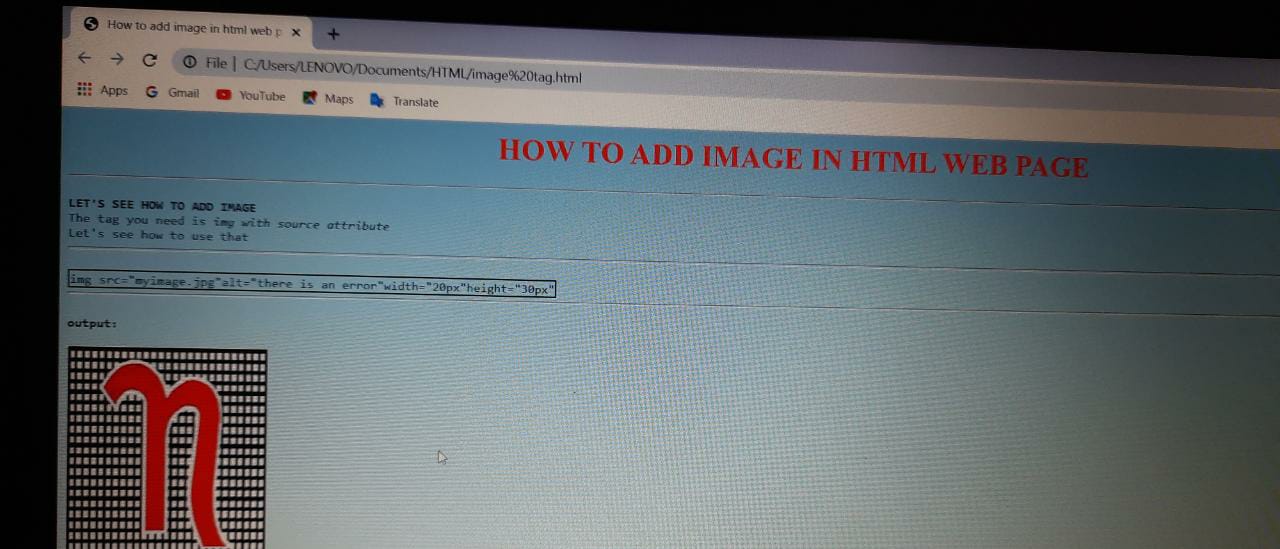 How to add image in html web p
File | C:/Users/LENOVO/Documents/HTML/image%20tag.html
Apps Gmail YouTube Maps Translate
HOW TO ADD IMAGE IN HTML WEB PAGE
LET'S SEE HOW TO ADD IMAGE
The tag you need is img with source attribute
Let's see how to use that
img src="myimage.jpg"alt="there is an error"width="20px"height="30px"
output:
η